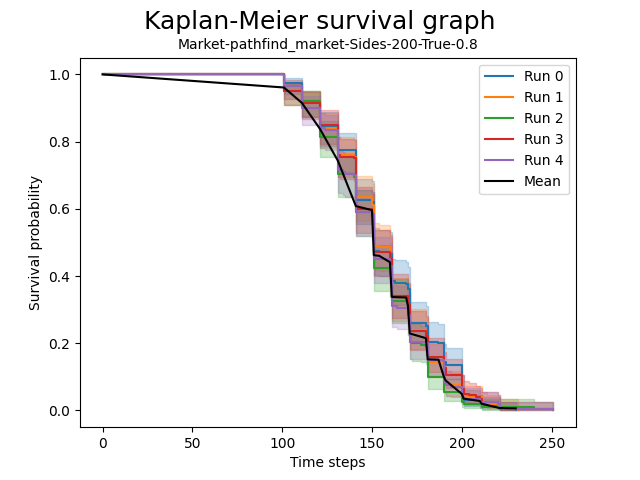 Kaplan-Meier survival graph
Market-pathfind_market-Sides-200-True-0.8
Survival probability
1.0
0.8
0.6
0.4
0.2
0.0
Run 0
Run 1
Run 2
Run 3
Run 4
Mean
0
50
100
150
200
250
Time steps